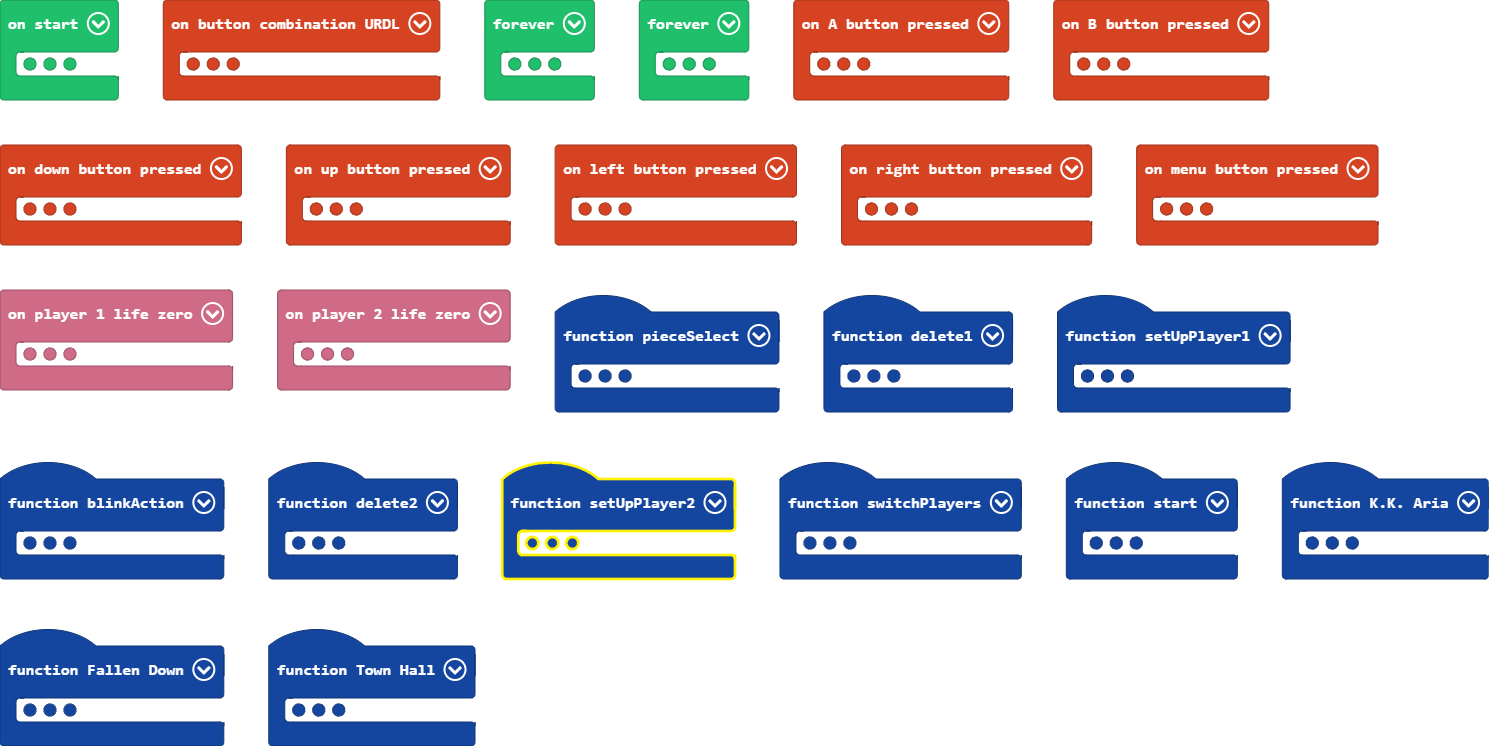 on start
on button combination URDL
forever
forever
on A button pressed
on B button pressed
on down button pressed
on up button pressed
on left button pressed
on right button pressed
on menu button pressed
on player 1 life zero
on player 2 life zero
function pieceSelect
function delete1
function setUpPlayer1
function blinkAction
function delete2
function setUpPlayer2
function switchPlayers
function start
function K.K. Aria
function Fallen Down
function Town Hall